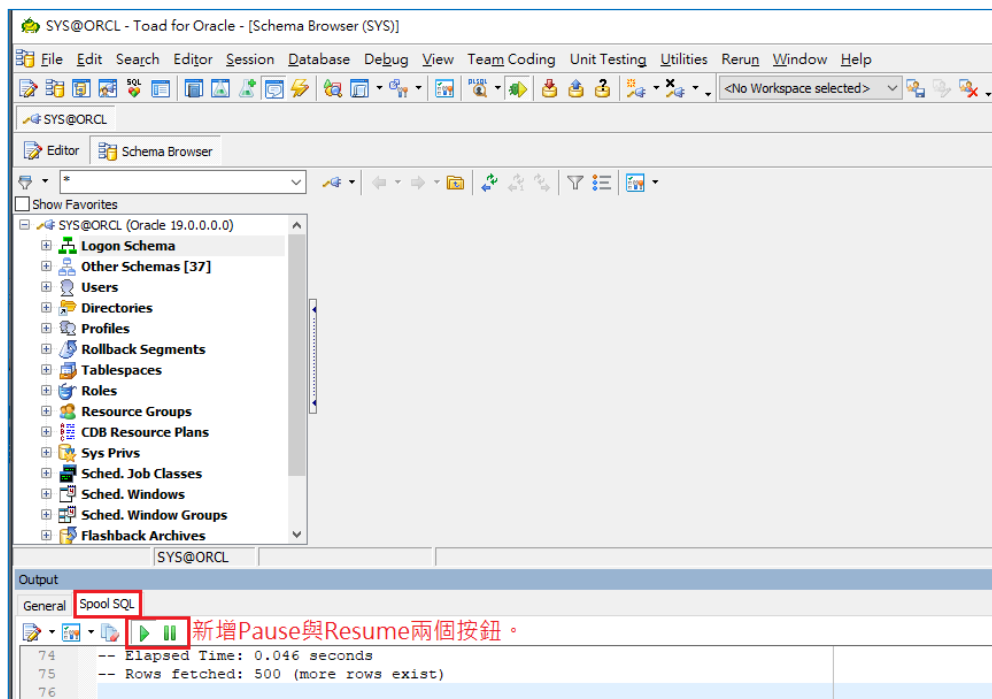 SYS@ORCL - Toad for Oracle - [Schema Browser (SYS)]
File Edit Search Editor Session Database Debug View Team Coding Unit Testing Utilities Rerun Window Help
SQL PLSQL <No Workspace selected>
SYS@ORCL
Editor Schema Browser
*
Show Favorites
SYS@ORCL (Oracle 19.0.0.0.0)
Logon Schema
Other Schemas [37]
Users
Directories
Profiles
Rollback Segments
Tablespaces
Roles
Resource Groups
CDB Resource Plans
Sys Privs
Sched. Job Classes
Sched. Windows
Sched. Window Groups
Flashback Archives
SYS@ORCL
Output
General Spool SQL
新增Pause與Resume兩個按鈕。
74 -- Elapsed Time: 0.046 seconds
75 -- Rows fetched: 500 (more rows exist)
76